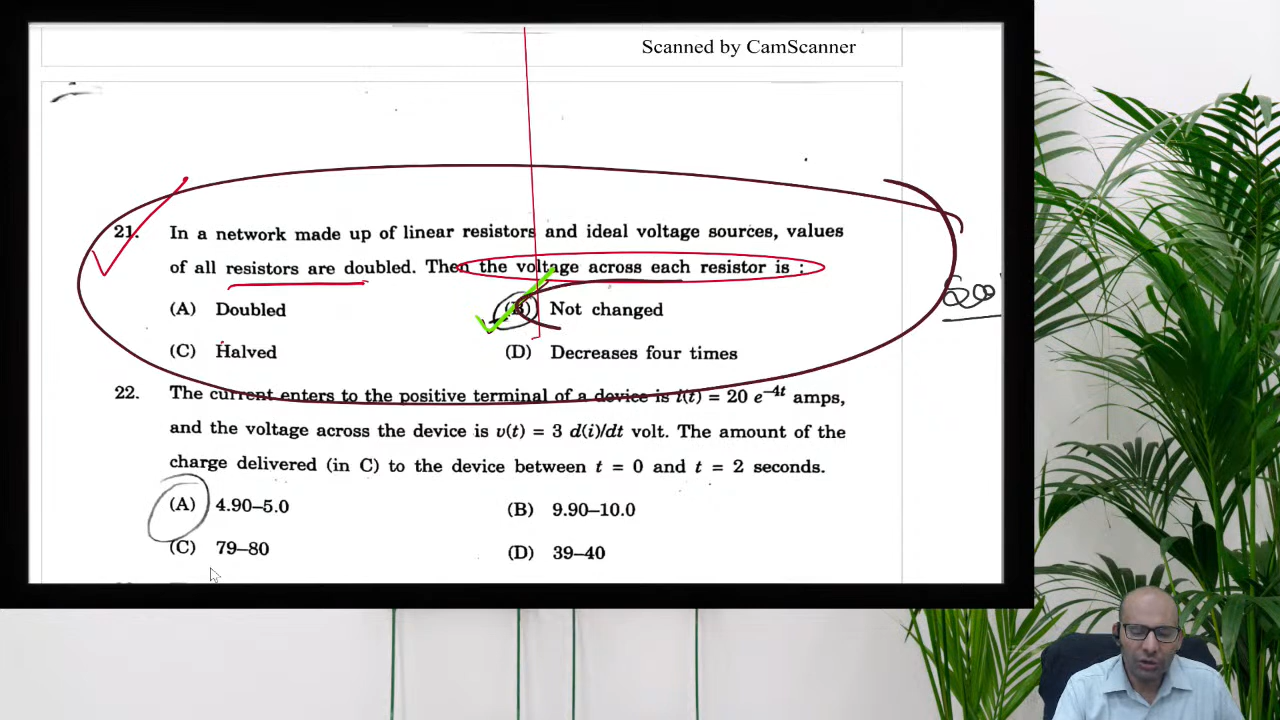 Scanned by CamScanner
21. In a network made up of linear resistors and ideal voltage sources, values
of all resistors are doubled. Then the voltage across each resistor is :
(A) Doubled (B) Not changed
(C) Halved (D) Decreases four times
22. The current enters to the positive terminal of a device is i(t) = 20 e⁻⁴ᵗ amps,
and the voltage across the device is v(t) = 3 d(i)/dt volt. The amount of the
charge delivered (in C) to the device between t = 0 and t = 2 seconds.
(A) 4.90–5.0 (B) 9.90–10.0
(C) 79–80 (D) 39–40